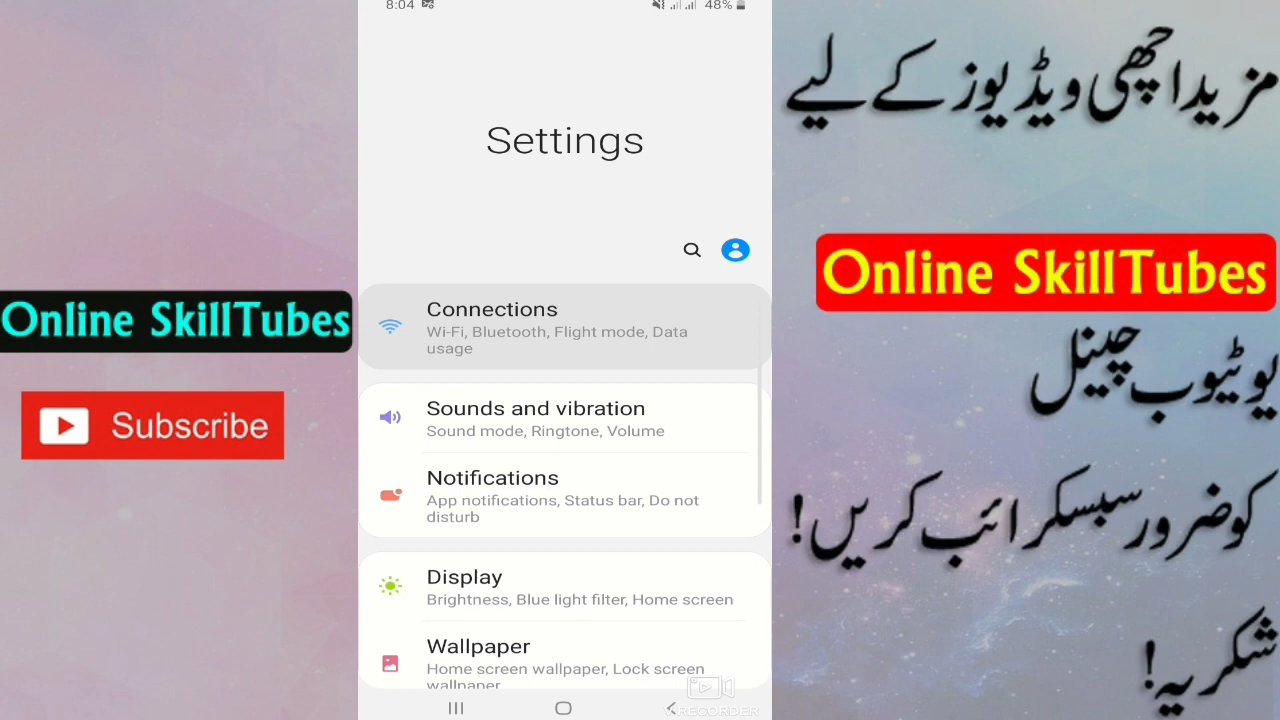 Online SkillTubes
Subscribe
8:04
48%
Settings
Connections
Wi-Fi, Bluetooth, Flight mode, Data
usage
Sounds and vibration
Sound mode, Ringtone, Volume
Notifications
App notifications, Status bar, Do not
disturb
Display
Brightness, Blue light filter, Home screen
Wallpaper
Home screen wallpaper, Lock screen
wallpaper
V.RECORDER
مزید اچھی ویڈیوز کے لیے
Online SkillTubes
یوٹیوب چینل
کو ضرور سبسکرائب کریں!
شکریہ!